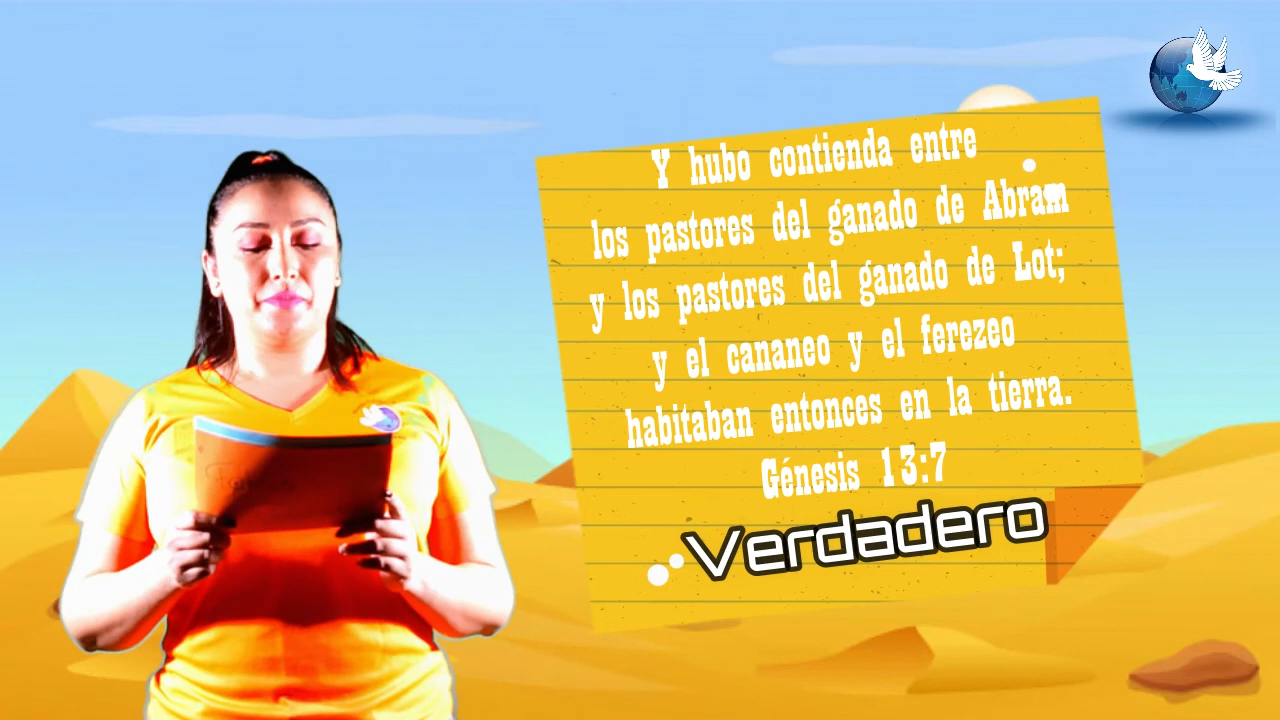 Y hubo contienda entre
los pastores del ganado de Abram
y los pastores del ganado de Lot;
y el cananeo y el ferezeo
habitaban entonces en la tierra.
Génesis 13:7
Verdadero